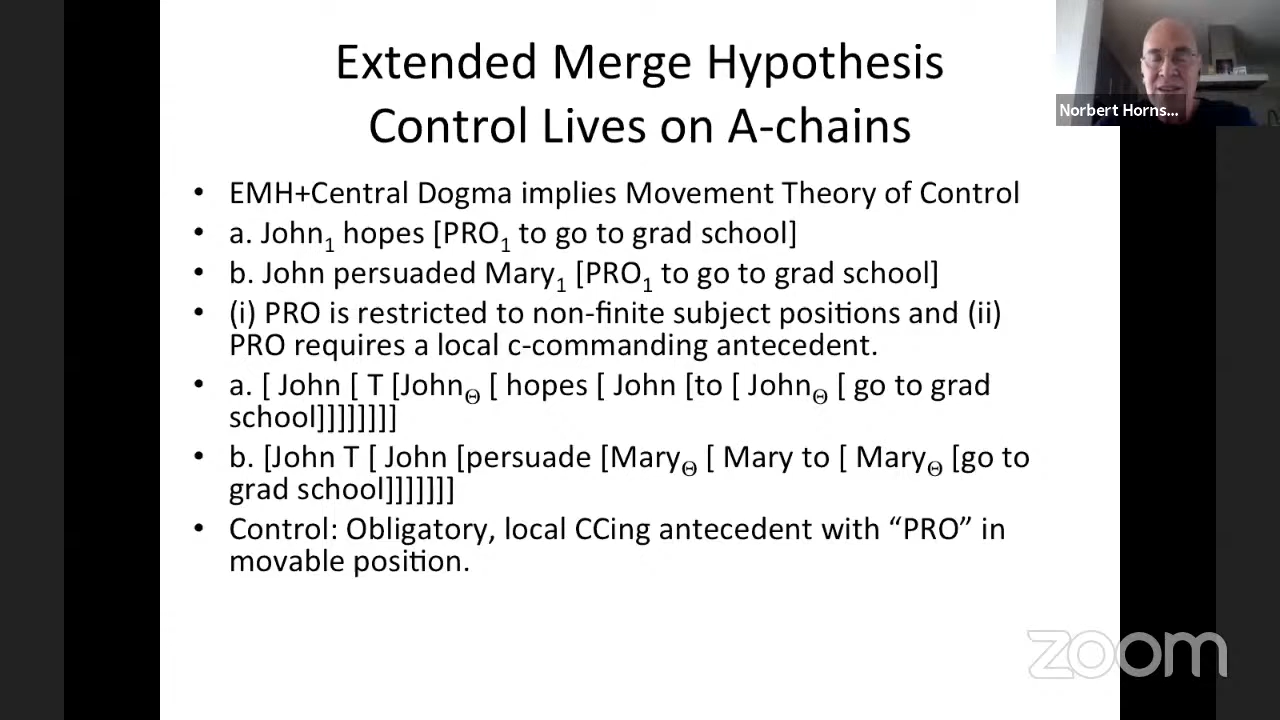 Extended Merge Hypothesis
Control Lives on A-chains
Norbert Horns...
• EMH+Central Dogma implies Movement Theory of Control
• a. John₁ hopes [PRO₁ to go to grad school]
• b. John persuaded Mary₁ [PRO₁ to go to grad school]
• (i) PRO is restricted to non-finite subject positions and (ii)
PRO requires a local c-commanding antecedent.
• a. [ John [ T [JohnΘ [ hopes [ John [to [ JohnΘ [ go to grad
school]]]]]]]]
• b. [John T [ John [persuade [MaryΘ [ Mary to [ MaryΘ [go to
grad school]]]]]]]
• Control: Obligatory, local CCing antecedent with “PRO” in
movable position.
zoom